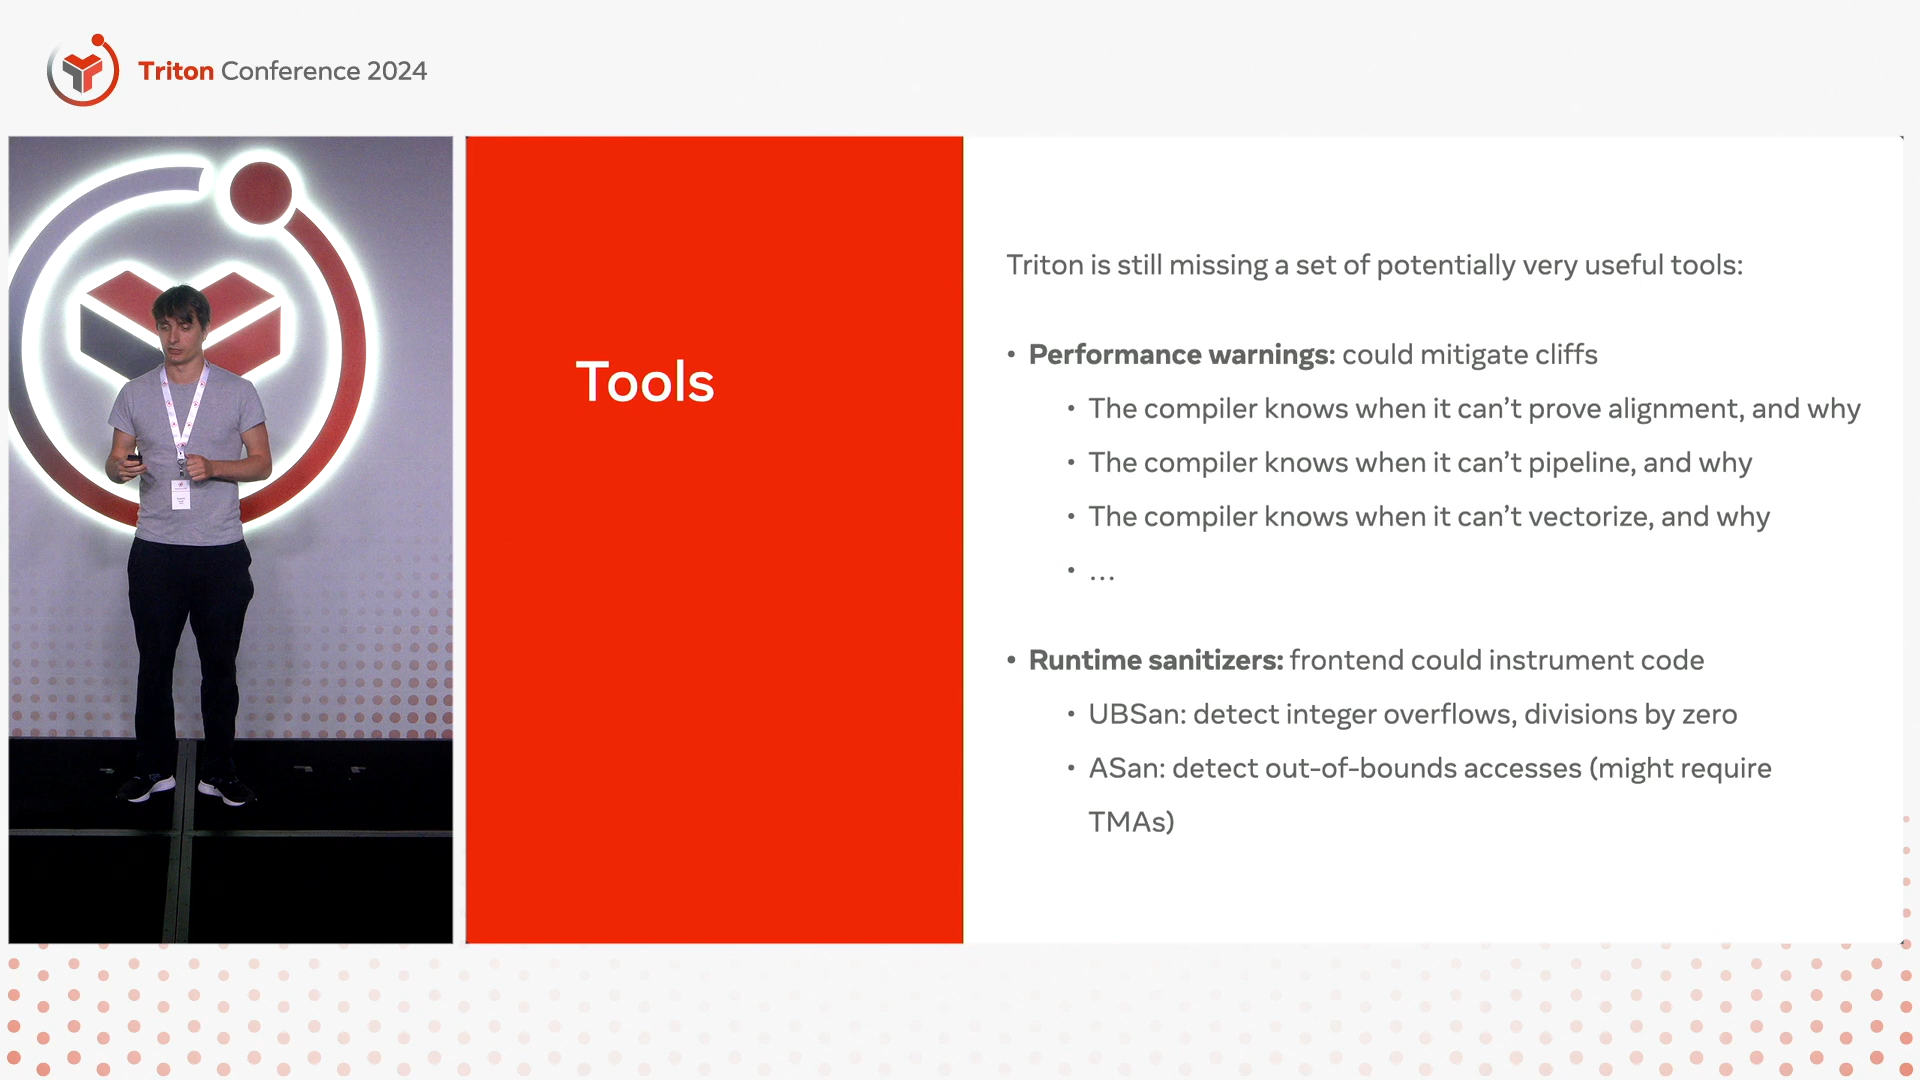 Triton Conference 2024
Tools
Triton is still missing a set of potentially very useful tools:
• Performance warnings: could mitigate cliffs
• The compiler knows when it can’t prove alignment, and why
• The compiler knows when it can’t pipeline, and why
• The compiler knows when it can’t vectorize, and why
• ...
• Runtime sanitizers: frontend could instrument code
• UBSan: detect integer overflows, divisions by zero
• ASan: detect out-of-bounds accesses (might require
TMAs)